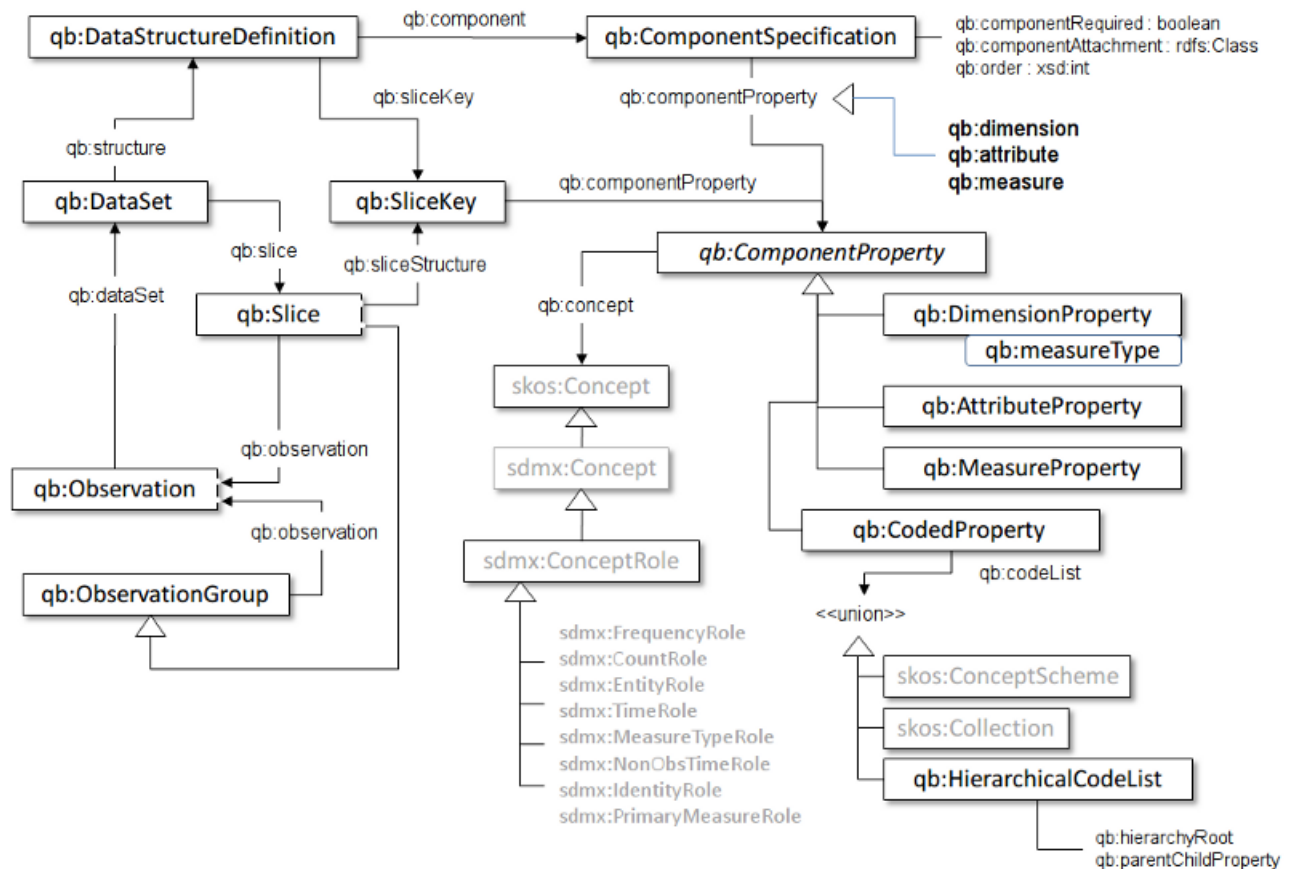 qb:DataStructureDefinition
qb:component
qb:ComponentSpecification
qb:componentRequired : boolean
qb:componentAttachment : rdfs:Class
qb:order : xsd:int
qb:sliceKey
qb:componentProperty
qb:dimension
qb:attribute
qb:measure
qb:structure
qb:DataSet
qb:SliceKey
qb:componentProperty
qb:slice
qb:sliceStructure
qb:ComponentProperty
qb:dataSet
qb:Slice
qb:concept
qb:DimensionProperty
qb:measureType
skos:Concept
qb:AttributeProperty
qb:observation
sdmx:Concept
qb:MeasureProperty
qb:Observation
qb:observation
qb:CodedProperty
sdmx:ConceptRole
qb:codeList
qb:ObservationGroup
<<union>>
sdmx:FrequencyRole
sdmx:CountRole
sdmx:EntityRole
sdmx:TimeRole
sdmx:MeasureTypeRole
sdmx:NonObsTimeRole
sdmx:IdentityRole
sdmx:PrimaryMeasureRole
skos:ConceptScheme
skos:Collection
qb:HierarchicalCodeList
qb:hierarchyRoot
qb:parentChildProperty